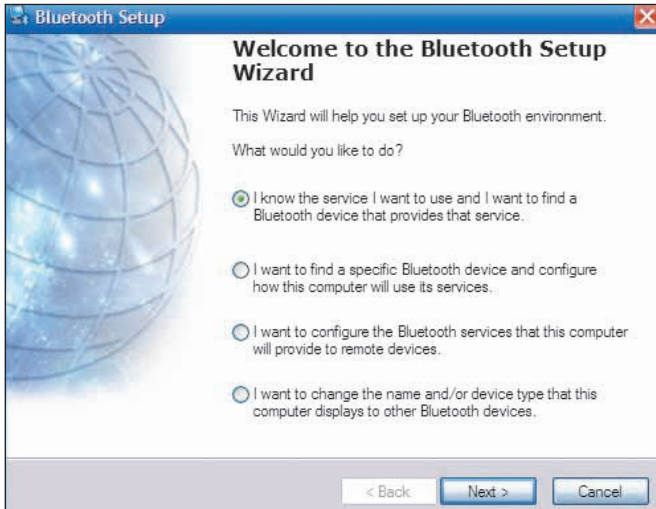 Bluetooth Setup
Welcome to the Bluetooth Setup
Wizard
This Wizard will help you set up your Bluetooth environment.
What would you like to do?
I know the service I want to use and I want to find a
Bluetooth device that provides that service.
I want to find a specific Bluetooth device and configure
how this computer will use its services.
I want to configure the Bluetooth services that this computer
will provide to remote devices.
I want to change the name and/or device type that this
computer displays to other Bluetooth devices.
< Back Next > Cancel